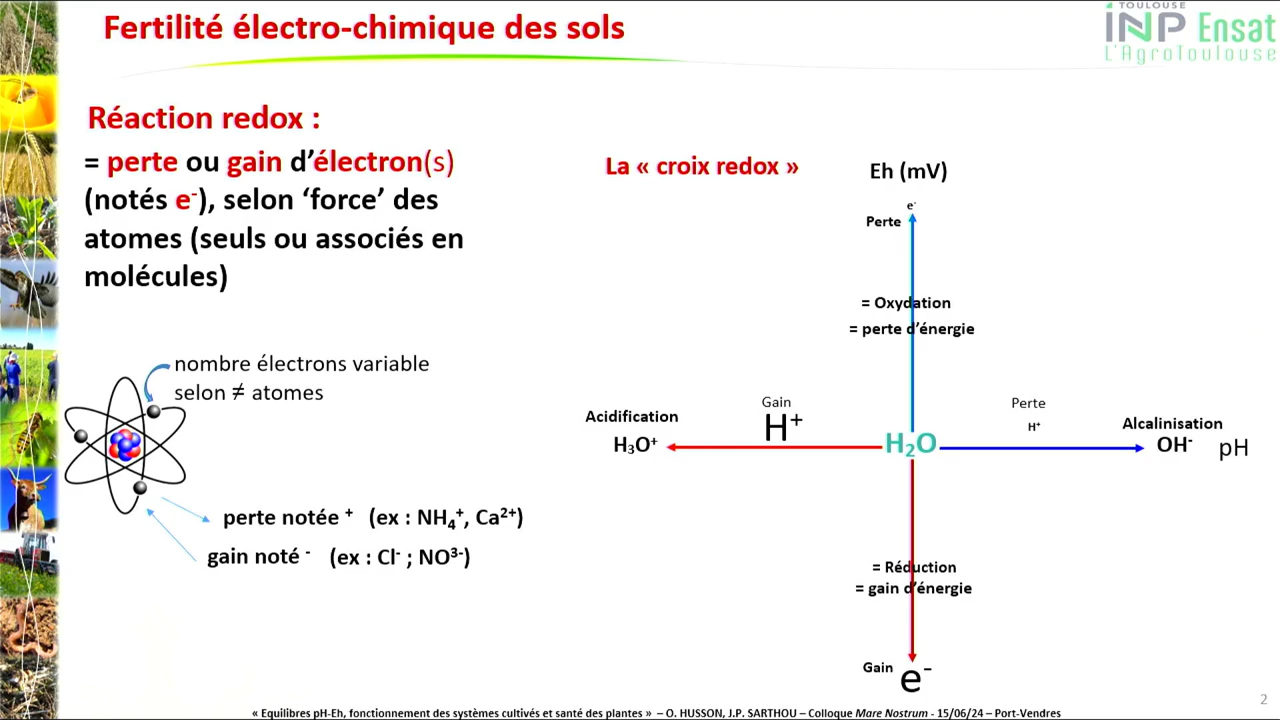 Fertilité électro-chimique des sols
TOULOUSE
INP Ensat
L'AgroToulouse
Réaction redox :
= perte ou gain d'électron(s)
(notés e-), selon 'force' des
atomes (seuls ou associés en
molécules)
nombre électrons variable
selon ≠ atomes
perte notée + (ex : NH4+, Ca2+)
gain noté - (ex : Cl- ; NO3-)
La « croix redox »
Eh (mV)
e-
Perte
= Oxydation
= perte d'énergie
Acidification
H3O+
Gain
H+
H2O
Perte
H+
Alcalinisation
OH-
pH
= Réduction
= gain d'énergie
Gain
e-
2
« Equilibres pH-Eh, fonctionnement des systèmes cultivés et santé des plantes » – O. HUSSON, J.P. SARTHOU – Colloque Mare Nostrum - 15/06/24 – Port-Vendres